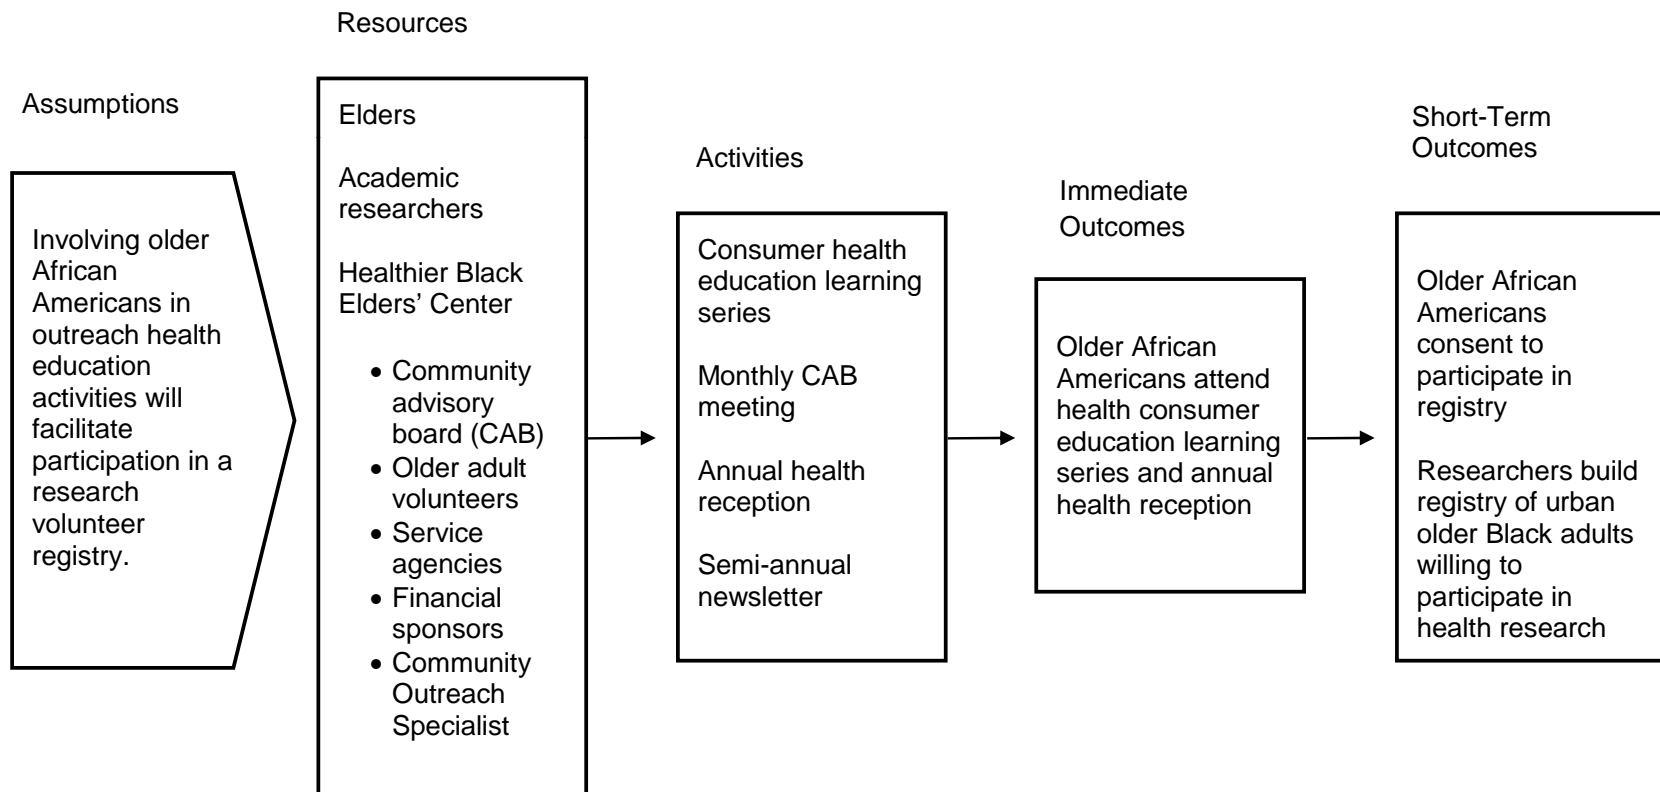 Assumptions
Involving older
African
Americans in
outreach health
education
activities will
facilitate
participation in a
research
volunteer
registry.
Resources
Elders
Academic
researchers
Healthier Black
Elders’ Center
• Community
advisory
board (CAB)
• Older adult
volunteers
• Service
agencies
• Financial
sponsors
• Community
Outreach
Specialist
Activities
Consumer health
education learning
series
Monthly CAB
meeting
Annual health
reception
Semi-annual
newsletter
Immediate
Outcomes
Older African
Americans attend
health consumer
education learning
series and annual
health reception
Short-Term
Outcomes
Older African
Americans
consent to
participate in
registry
Researchers build
registry of urban
older Black adults
willing to
participate in
health research